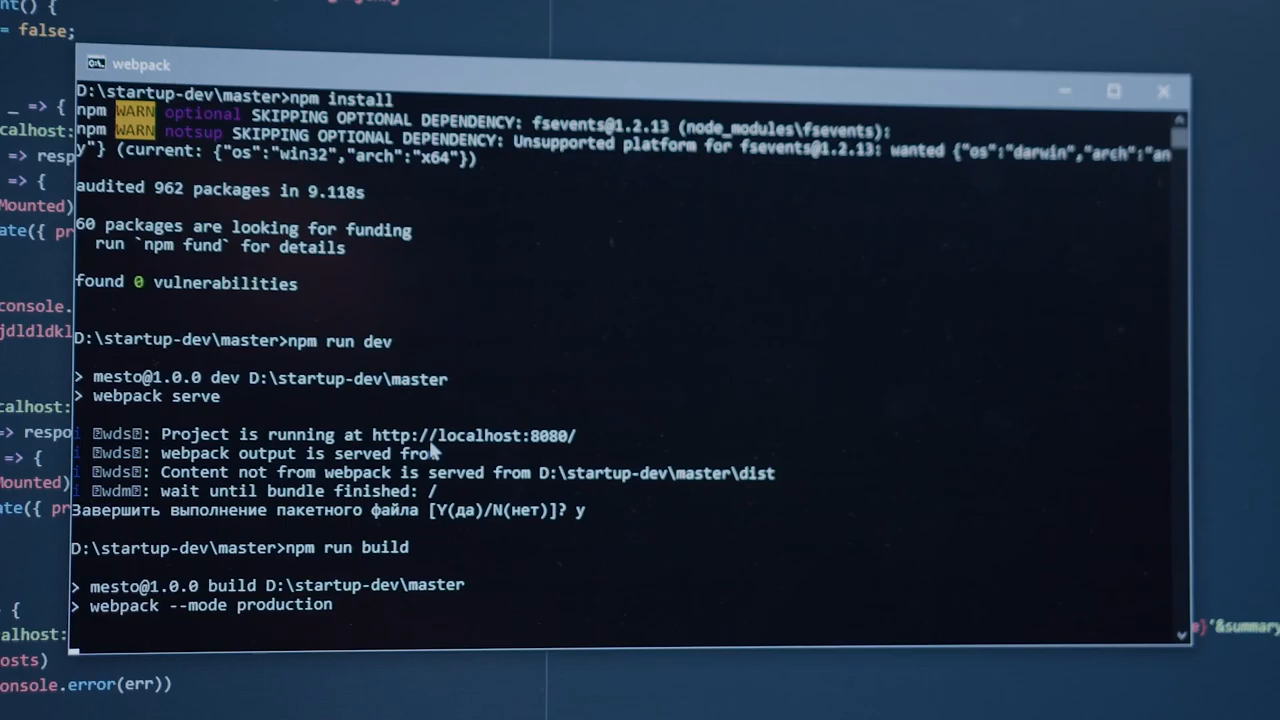 nt() {
= false;
_ => {
calhost:
=> resp
=> {
Mounted)
ate({ pr
console.
jdldldkl
calhost:
=> respo
=> {
Mounted)
ate({ pr
{
alhost:
osts)
onsole.error(err))
webpack
D:\startup-dev\master>npm install
npm WARN optional SKIPPING OPTIONAL DEPENDENCY: fsevents@1.2.13 (node_modules\fsevents):
npm WARN notsup SKIPPING OPTIONAL DEPENDENCY: Unsupported platform for fsevents@1.2.13: wanted {"os":"darwin","arch":"an
y"} (current: {"os":"win32","arch":"x64"})
audited 962 packages in 9.118s
60 packages are looking for funding
run `npm fund` for details
found 0 vulnerabilities
D:\startup-dev\master>npm run dev
> mesto@1.0.0 dev D:\startup-dev\master
> webpack serve
i ｢wds｣: Project is running at http://localhost:8080/
i ｢wds｣: webpack output is served from
i ｢wds｣: Content not from webpack is served from D:\startup-dev\master\dist
i ｢wdm｣: wait until bundle finished: /
Завершить выполнение пакетного файла [Y(да)/N(нет)]? y
D:\startup-dev\master>npm run build
> mesto@1.0.0 build D:\startup-dev\master
> webpack --mode production
e}'&summary